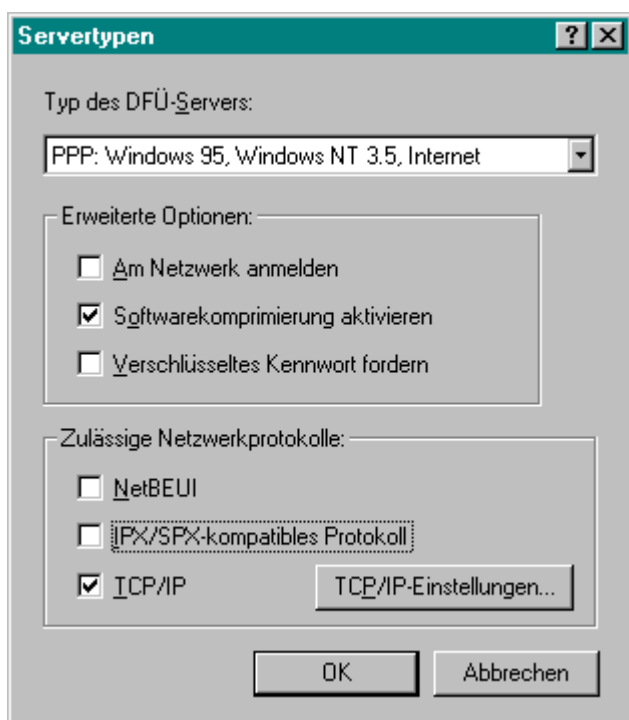 Servertypen
Typ des DFÜ-Servers:
PPP: Windows 95, Windows NT 3.5, Internet
Erweiterte Optionen:
Am Netzwerk anmelden
Softwarekomprimierung aktivieren
Verschlüsseltes Kennwort fordern
Zulässige Netzwerkprotokolle:
NetBEUI
IPX/SPX-kompatibles Protokoll
TCP/IP TCP/IP-Einstellungen...
OK Abbrechen